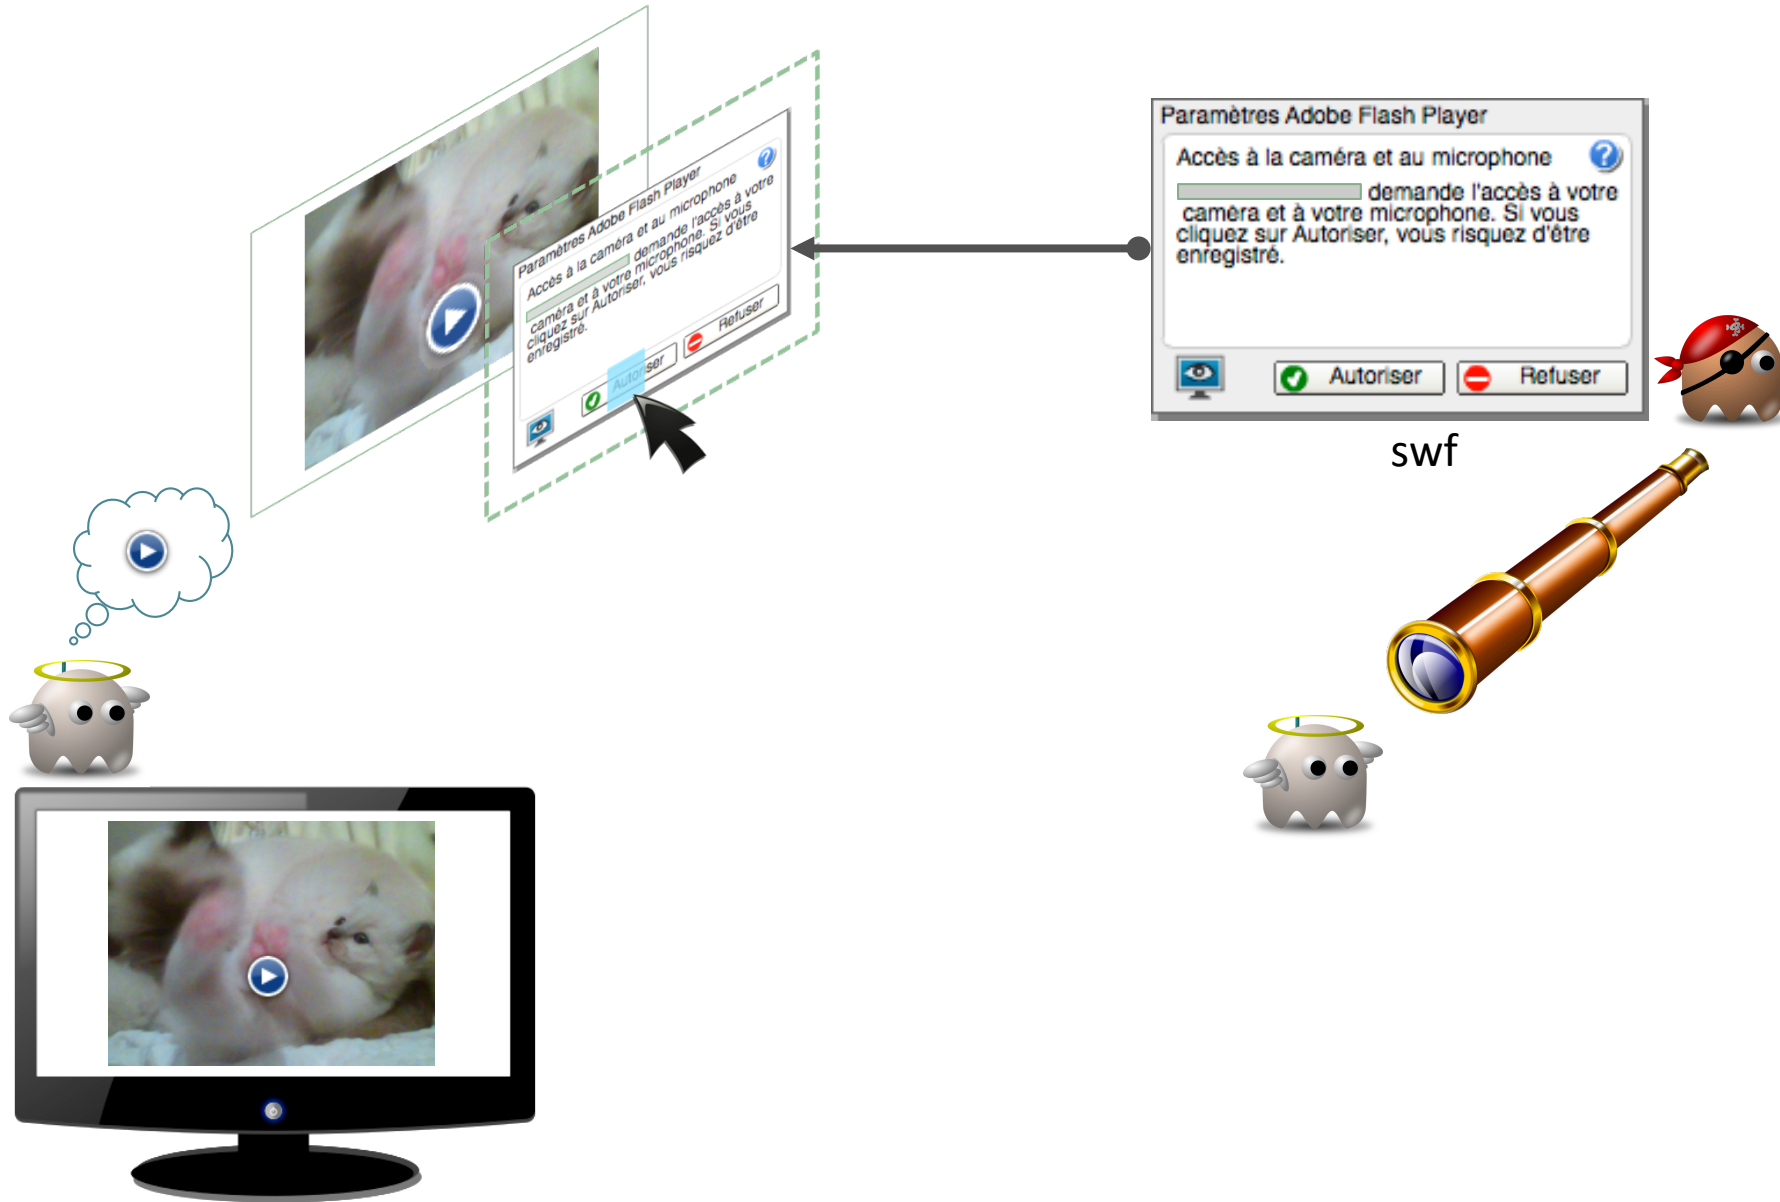 Paramètres Adobe Flash Player
Accès à la caméra et au microphone
demande l'accès à votre
caméra et à votre microphone. Si vous
cliquez sur Autoriser, vous risquez d'être
enregistré.
Autoriser
Refuser
Paramètres Adobe Flash Player
Accès à la caméra et au microphone
demande l'accès à votre
caméra et à votre microphone. Si vous
cliquez sur Autoriser, vous risquez d'être
enregistré.
Autoriser Refuser
swf